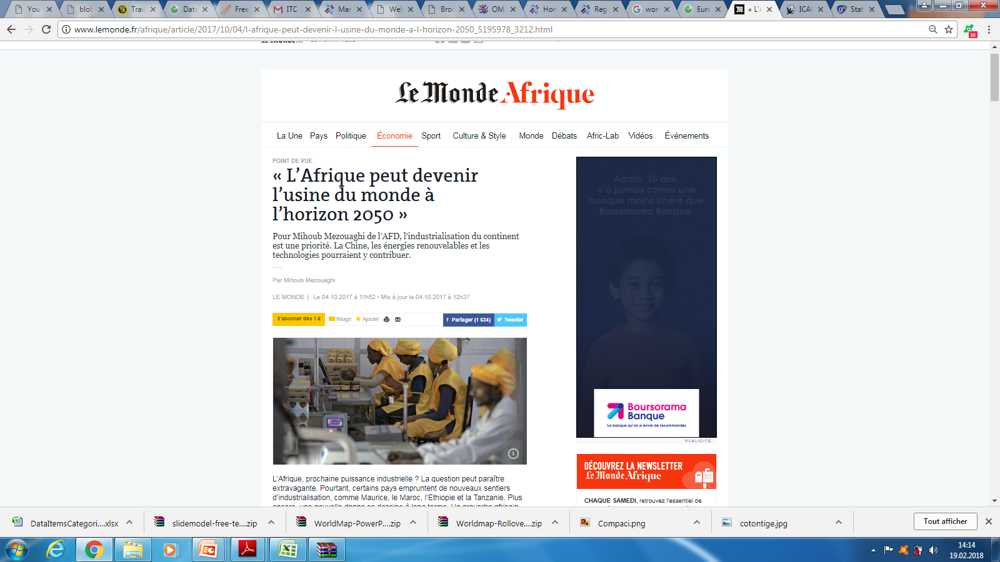 You
blob
Trai
Data
Free
ITC
Mar
Wel
Broc
OM
Hon
Reg
wor
Euro
« L'A
ICAC
Stat
www.lemonde.fr/afrique/article/2017/10/04/l-afrique-peut-devenir-l-usine-du-monde-a-l-horizon-2050_5195978_3212.html
30
Le Monde Afrique
La Une Pays Politique Économie Sport Culture & Style Monde Débats Afric-Lab Vidéos Événements
POINT DE VUE
« L'Afrique peut devenir
l'usine du monde à
l'horizon 2050 »
Pour Mihoub Mezouaghi de l'AFD, l'industrialisation du continent
est une priorité. La Chine, les énergies renouvelables et les
technologies pourraient y contribuer.
Par Mihoub Mezouaghi
LE MONDE | Le 04.10.2017 à 11h52 • Mis à jour le 04.10.2017 à 12h37
S'abonner dès 1 € Réagir Ajouter Partager (1 634) Tweeter
L'Afrique, prochaine puissance industrielle ? La question peut paraître
extravagante. Pourtant, certains pays empruntent de nouveaux sentiers
d'industrialisation, comme Maurice, le Maroc, l'Ethiopie et la Tanzanie. Plus
Adam, 10 ans,
n'a jamais connu une
banque moins chère que
Boursorama Banque.
Boursorama
Banque
La banque qu'on a envie de recommander.
PUBLICITÉ
DÉCOUVREZ LA NEWSLETTER
Le Monde Afrique
CHAQUE SAMEDI, retrouvez l'essentiel de
DataItemsCategori....xlsx
slidemodel-free-te....zip
WorldMap-PowerP....zip
Worldmap-Rollove....zip
Compaci.png
cotontige.jpg
Tout afficher
14:14
19.02.2018